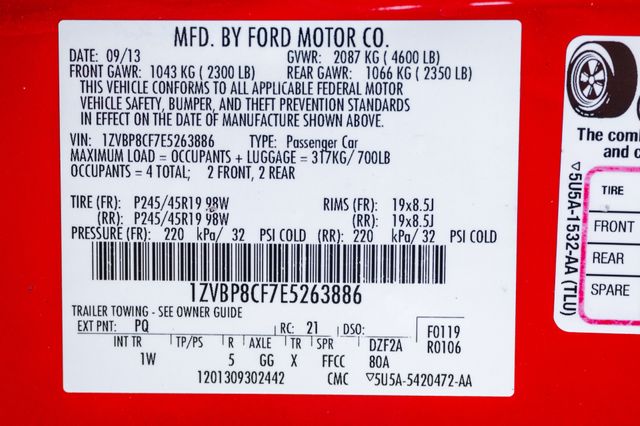 MFD. BY FORD MOTOR CO.
DATE: 09/13 GVWR: 2087 KG ( 4600 LB)
FRONT GAWR: 1043 KG ( 2300 LB) REAR GAWR: 1066 KG ( 2350 LB)
THIS VEHICLE CONFORMS TO ALL APPLICABLE FEDERAL MOTOR
VEHICLE SAFETY, BUMPER, AND THEFT PREVENTION STANDARDS
IN EFFECT ON THE DATE OF MANUFACTURE SHOWN ABOVE.
VIN: 1ZVBP8CF7E5263886 TYPE: Passenger Car
MAXIMUM LOAD = OCCUPANTS + LUGGAGE = 317KG/ 700LB
OCCUPANTS = 4 TOTAL; 2 FRONT, 2 REAR
TIRE (FR): P245/45R19 98W RIMS (FR): 19x8.5J
(RR): P245/45R19 98W (RR): 19x8.5J
PRESSURE (FR): 220 kPa/ 32 PSI COLD (RR): 220 kPa/ 32 PSI COLD
1ZVBP8CF7E5263886
TRAILER TOWING - SEE OWNER GUIDE
EXT PNT: PQ RC: 21 DSO: F0119
INT TR TP/PS R AXLE TR SPR DZF2A R0106
1W 5 GG X FFCC 80A
1201309302442 CMC ▽5U5A-5420472-AA
The com
and c
▽5U5A-1532-AA (TLU)
TIRE
FRONT
REAR
SPARE